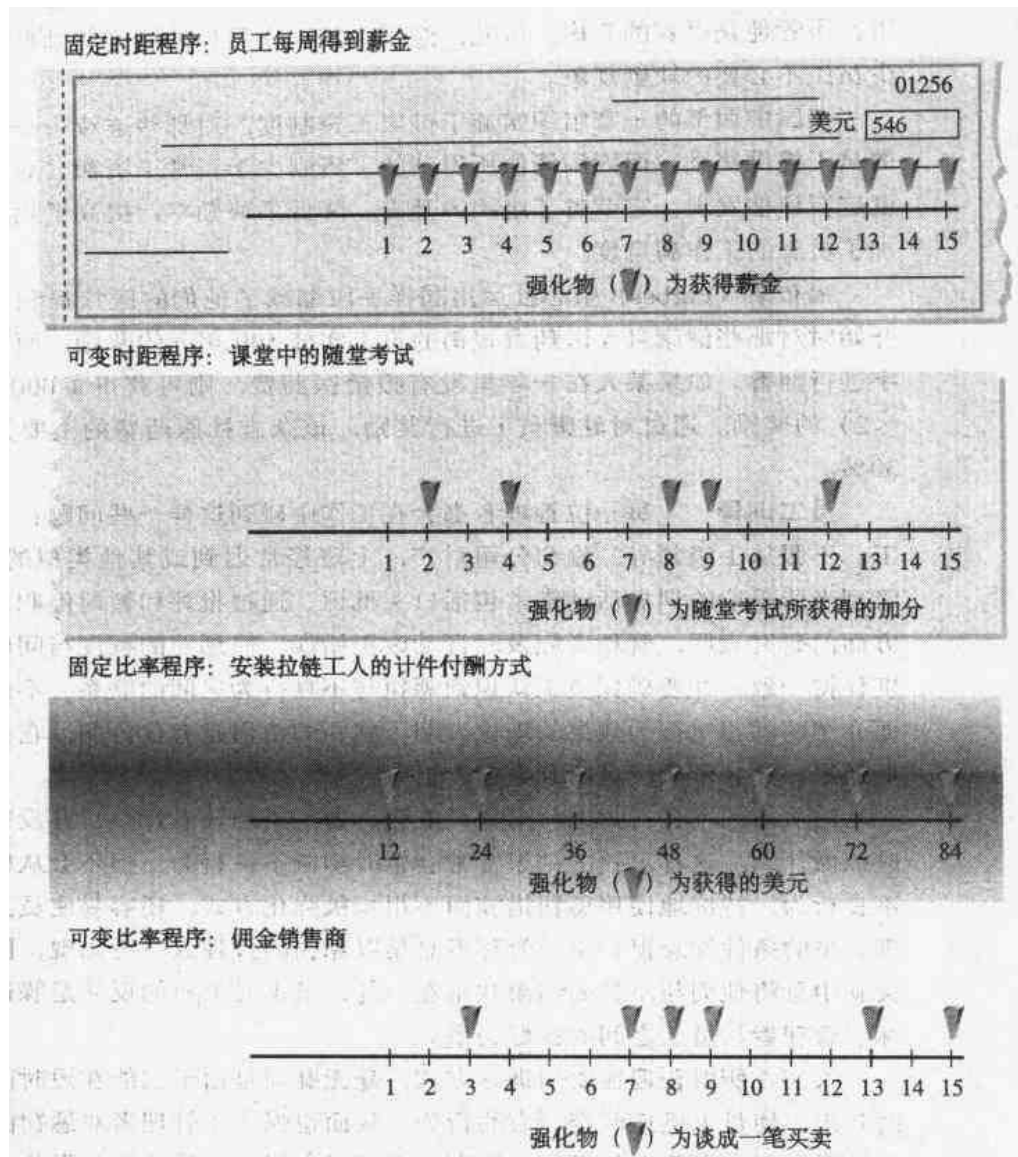 固定时距程序：员工每周得到薪金
01256
美元 546
1 2 3 4 5 6 7 8 9 10 11 12 13 14 15
强化物（ ）为获得薪金
可变时距程序：课堂中的随堂考试
1 2 3 4 5 6 7 8 9 10 11 12 13 14 15
强化物（ ）为随堂考试所获得的加分
固定比率程序：安装拉链工人的计件付酬方式
12 24 36 48 60 72 84
强化物（ ）为获得的美元
可变比率程序：佣金销售商
1 2 3 4 5 6 7 8 9 10 11 12 13 14 15
强化物（ ）为谈成一笔买卖